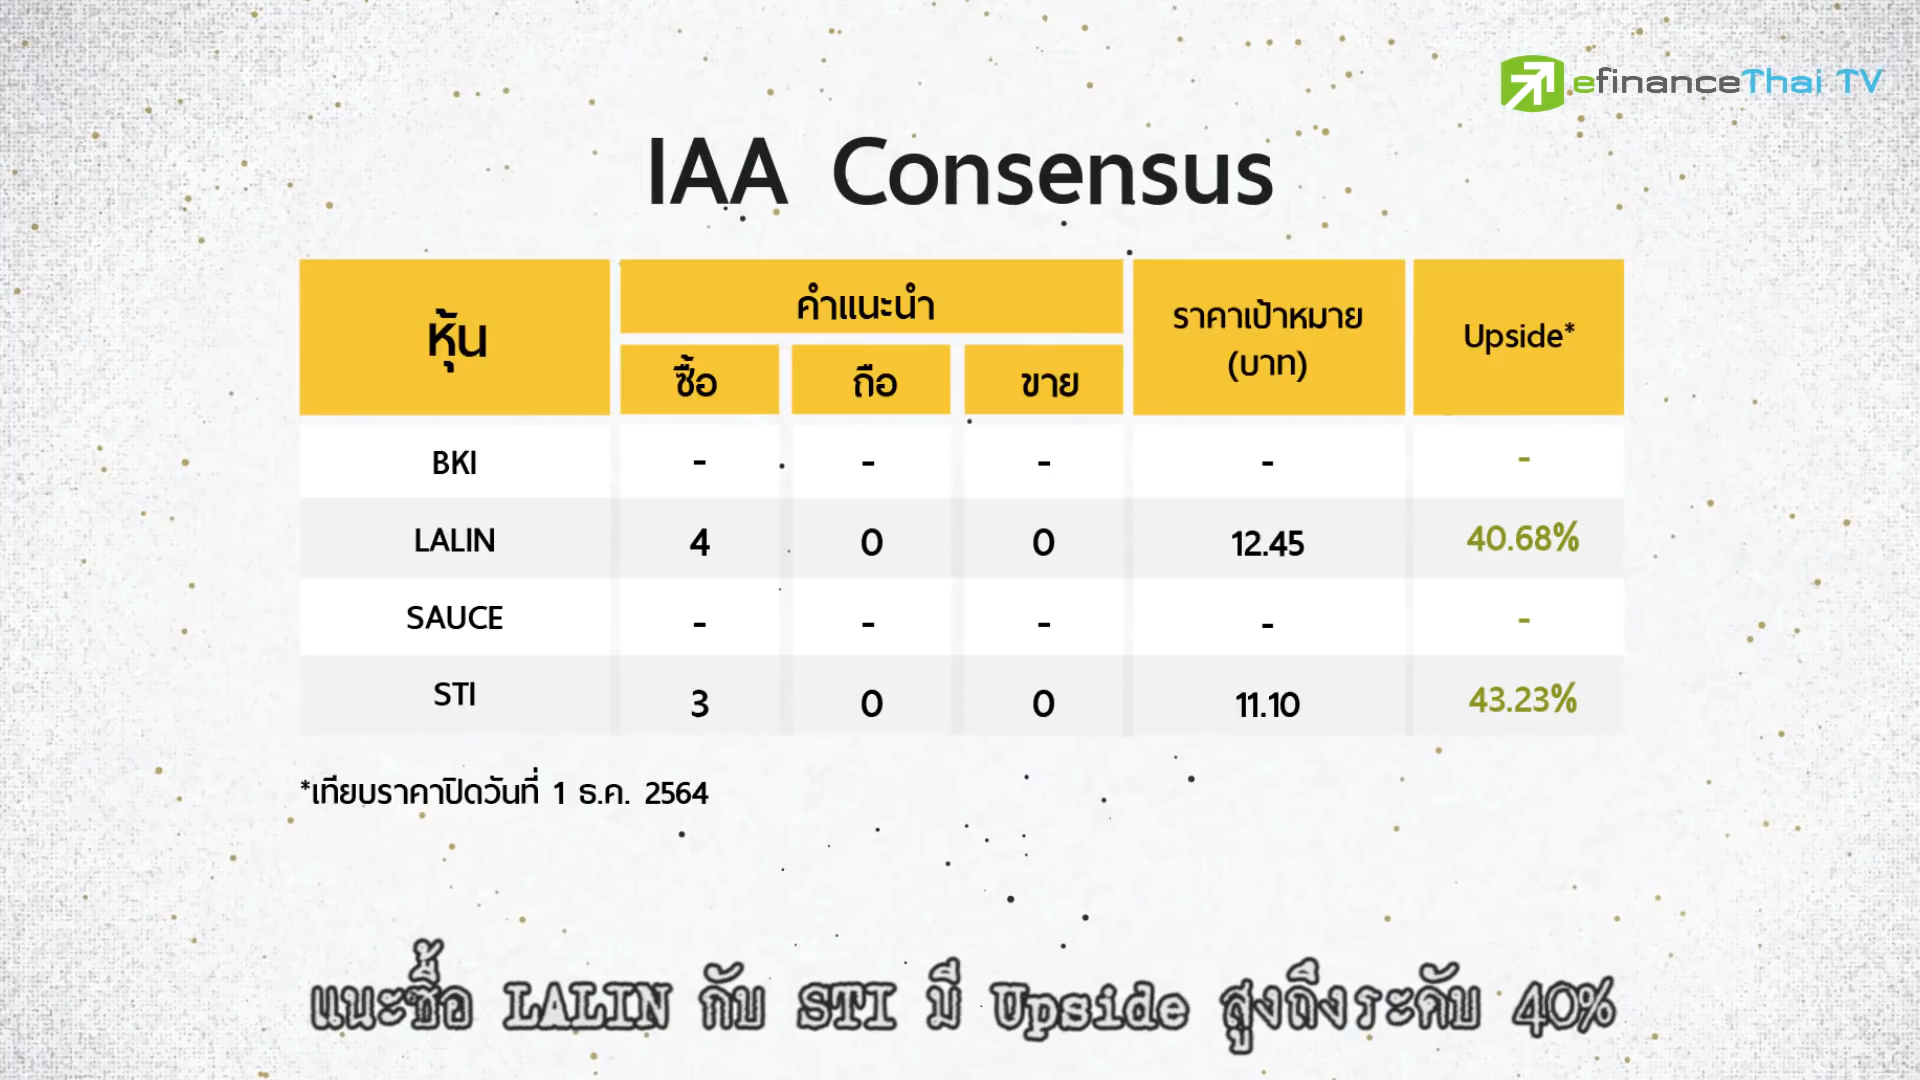 efinanceThai TV
IAA Consensus
หุ้น คำแนะนำ ราคาเป้าหมาย (บาท) Upside*
ซื้อ ถือ ขาย
BKI - - - - -
LALIN 4 0 0 12.45 40.68%
SAUCE - - - - -
STI 3 0 0 11.10 43.23%
*เทียบราคาปิดวันที่ 1 ธ.ค. 2564
แนะซื้อ LALIN กับ STI มี Upside สูงถึงระดับ 40%